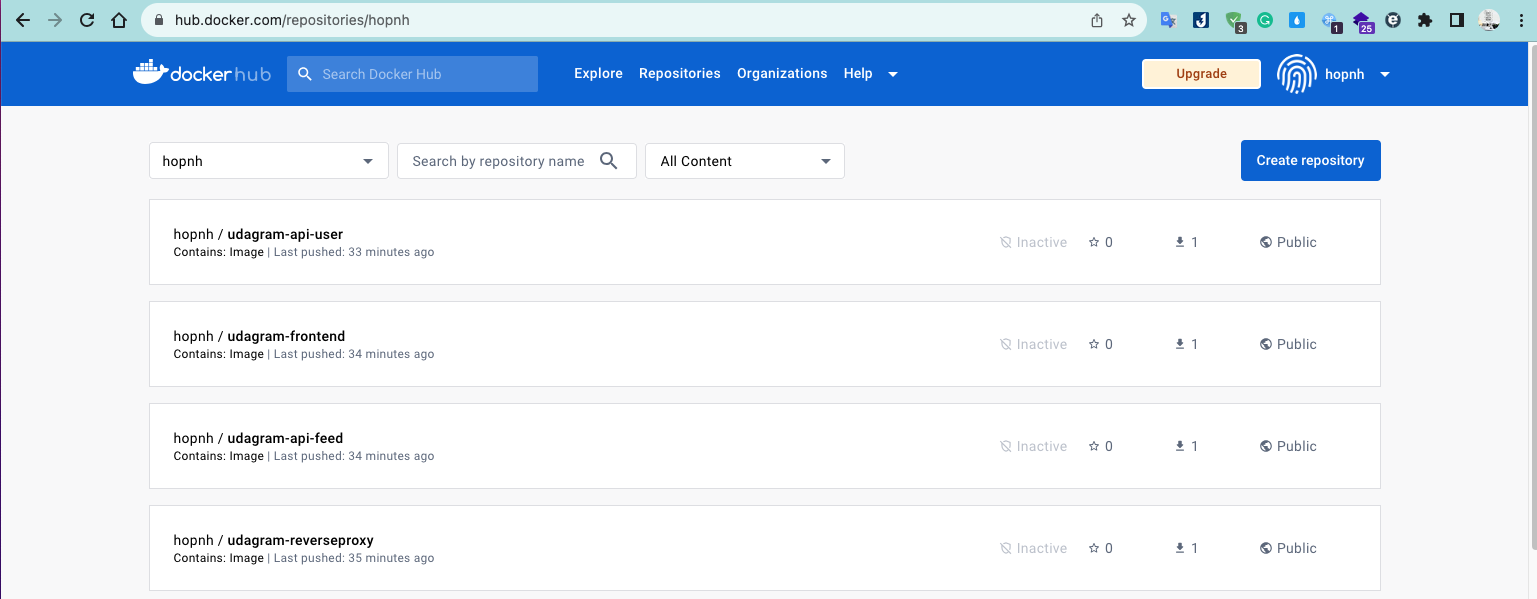 hub.docker.com/repositories/hopnh
3
1
25
dockerhub Search Docker Hub Explore Repositories Organizations Help Upgrade hopnh
hopnh Search by repository name All Content Create repository
hopnh / udagram-api-user
Contains: Image | Last pushed: 33 minutes ago
Inactive 0 1 Public
hopnh / udagram-frontend
Contains: Image | Last pushed: 34 minutes ago
Inactive 0 1 Public
hopnh / udagram-api-feed
Contains: Image | Last pushed: 34 minutes ago
Inactive 0 1 Public
hopnh / udagram-reverseproxy
Contains: Image | Last pushed: 35 minutes ago
Inactive 0 1 Public